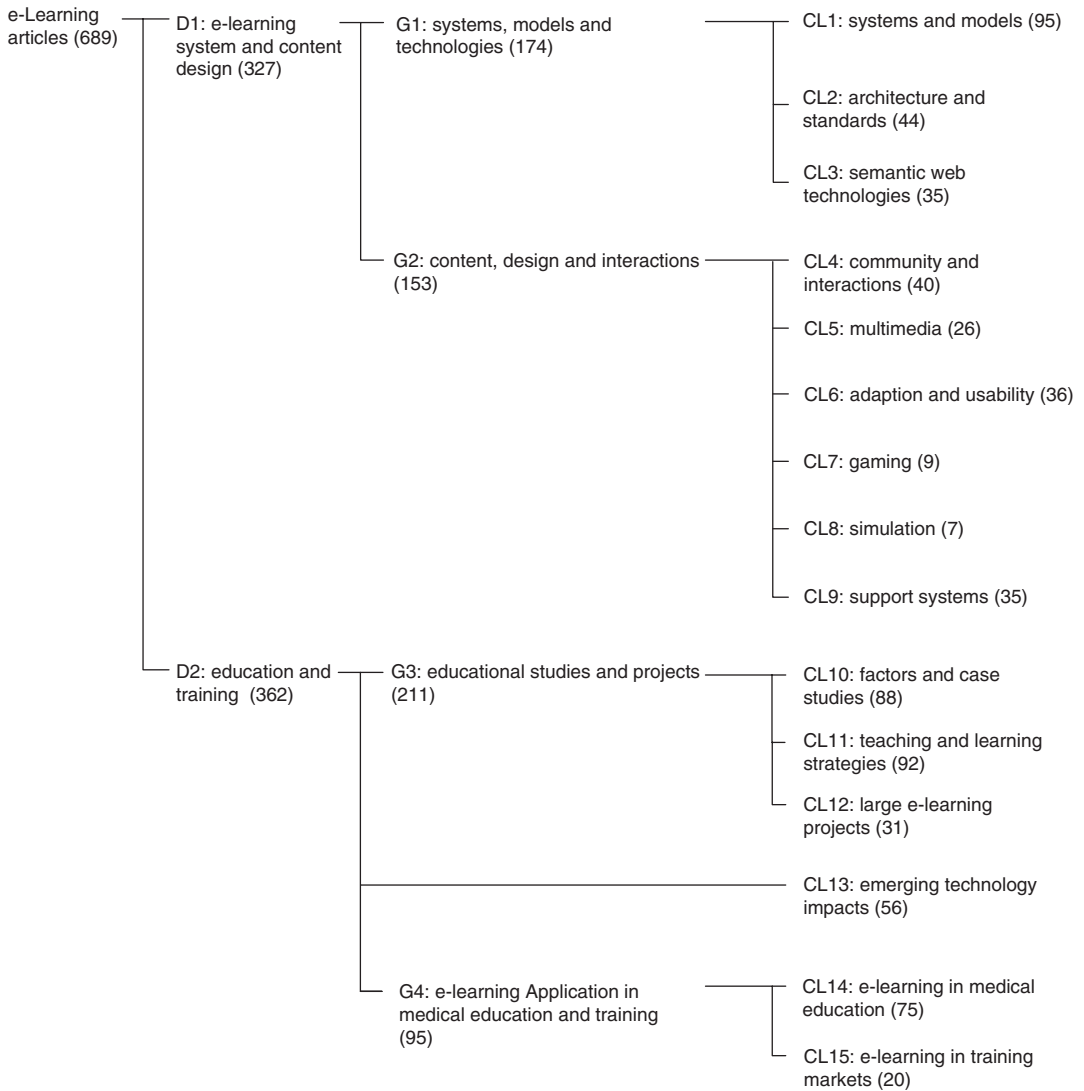 e-Learning
articles (689)
D1: e-learning
system and content
design (327)
G1: systems, models and
technologies (174)
CL1: systems and models (95)
CL2: architecture and
standards (44)
CL3: semantic web
technologies (35)
G2: content, design and interactions
(153)
CL4: community and
interactions (40)
CL5: multimedia (26)
CL6: adaption and usability (36)
CL7: gaming (9)
CL8: simulation (7)
CL9: support systems (35)
D2: education and
training (362)
G3: educational studies and projects
(211)
CL10: factors and case
studies (88)
CL11: teaching and learning
strategies (92)
CL12: large e-learning
projects (31)
CL13: emerging technology
impacts (56)
G4: e-learning Application in
medical education and training
(95)
CL14: e-learning in medical
education (75)
CL15: e-learning in training
markets (20)